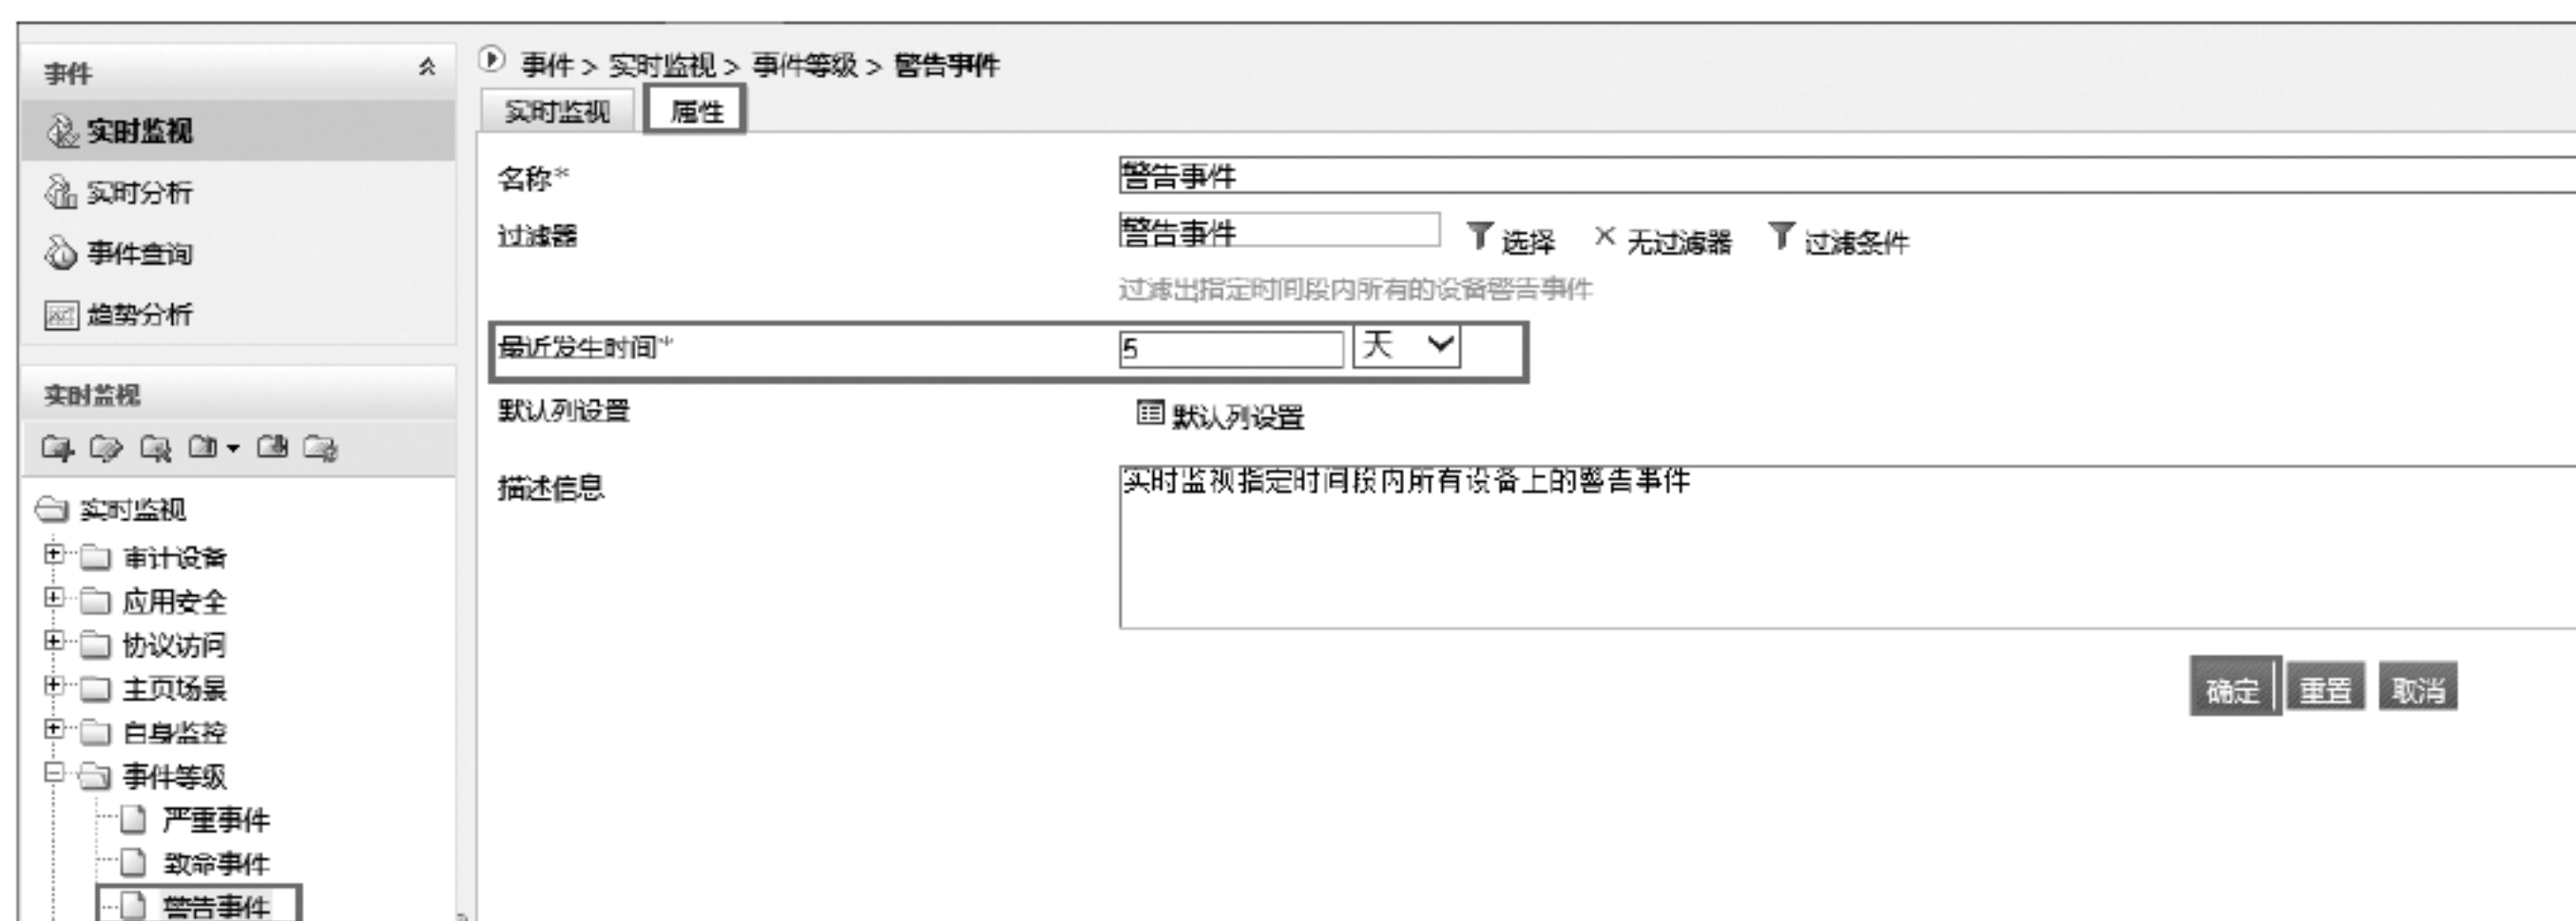 事件
实时监视
实时分析
事件查询
趋势分析
实时监视
实时监视
审计设备
应用安全
协议访问
主页场景
自身监控
事件等级
严重事件
致命事件
警告事件
事件 > 实时监视 > 事件等级 > 警告事件
实时监视 属性
名称* 警告事件
过滤器 警告事件 选择 × 无过滤器 过滤条件
过滤出指定时间段内所有的设备警告事件
最近发生时间* 5 天
默认列设置 默认列设置
描述信息 实时监视指定时间段内所有设备上的警告事件
确定 重置 取消